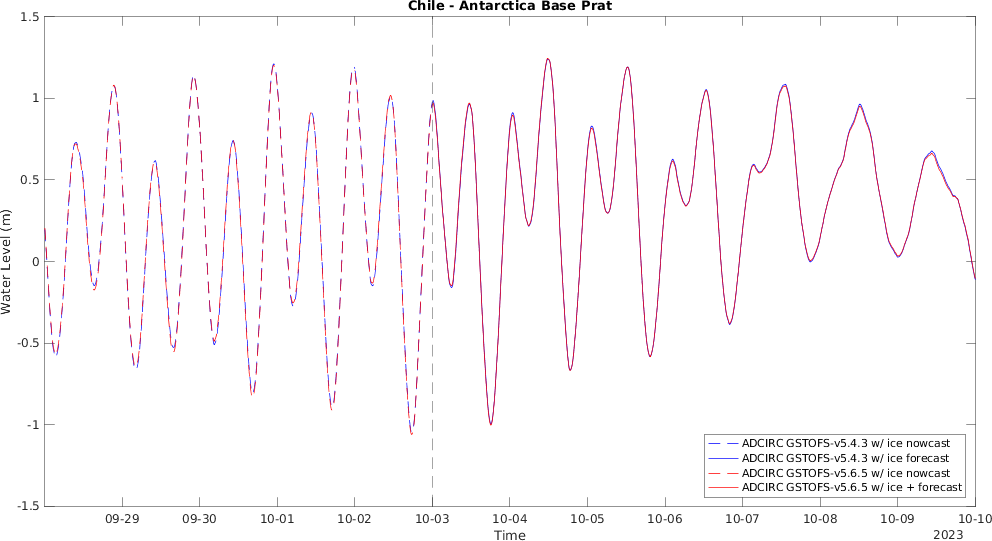 Chile - Antarctica Base Prat
1.5
1
0.5
0
-0.5
-1
-1.5
Water Level (m)
ADCIRC GSTOFS-v5.4.3 w/ ice nowcast
ADCIRC GSTOFS-v5.4.3 w/ ice forecast
ADCIRC GSTOFS-v5.6.5 w/ ice nowcast
ADCIRC GSTOFS-v5.6.5 w/ ice + forecast
09-29 09-30 10-01 10-02 10-03 10-04 10-05 10-06 10-07 10-08 10-09 10-10
Time
2023